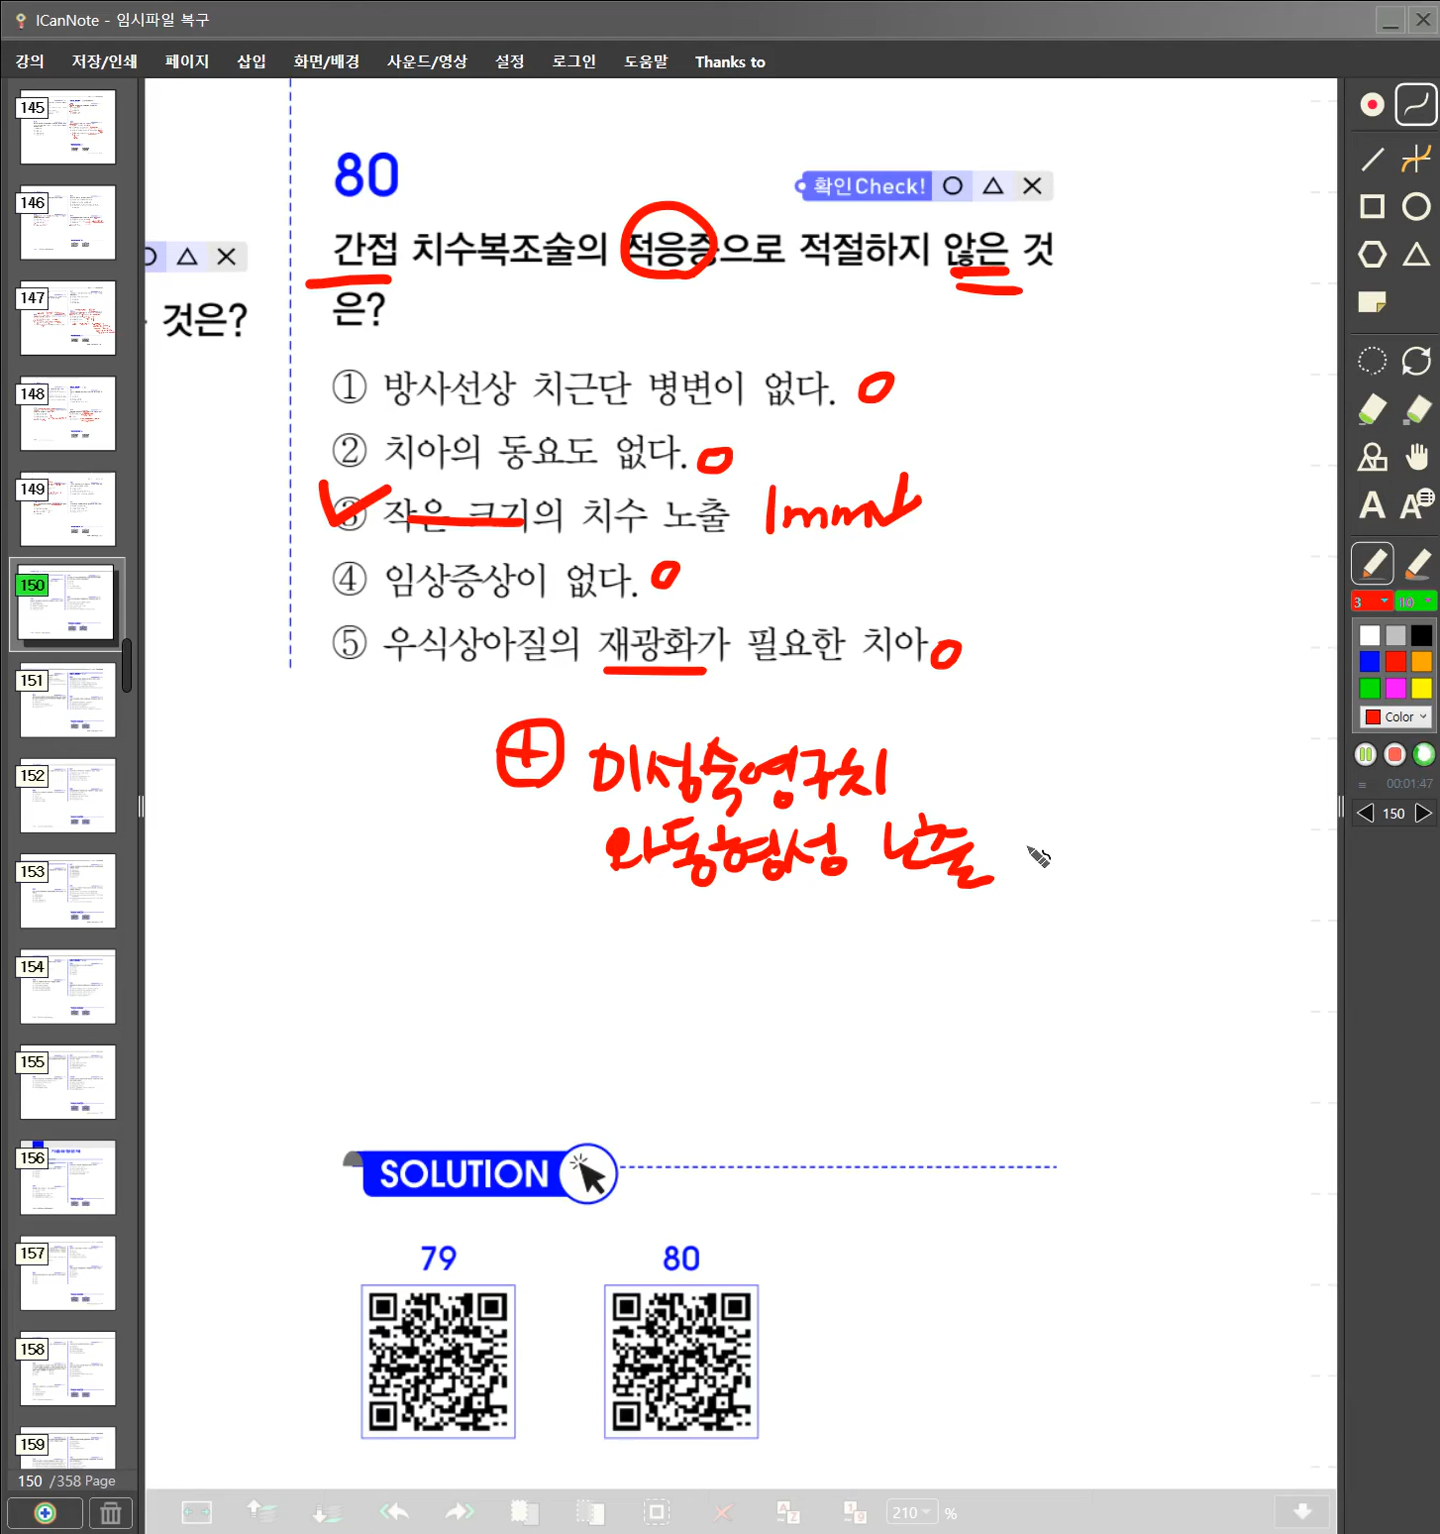 ICanNote - 임시파일 복구
강의 저장/인쇄 페이지 삽입 화면/배경 사운드/영상 설정 로그인 도움말 Thanks to
145
146
147
148
149
150
151
152
153
154
155
156
157
158
159
150 /358 Page
것은?
80
확인Check!
간접 치수복조술의 적응증으로 적절하지 않은 것
은?
① 방사선상 치근단 병변이 없다.
② 치아의 동요도 없다.
③ 작은 크기의 치수 노출 1mm↓
④ 임상증상이 없다.
⑤ 우식상아질의 재광화가 필요한 치아
⊕ 미성숙영구치
와동형성 노출
SOLUTION
79 80
210 %
A A
3 10
Color
00:01:47
150